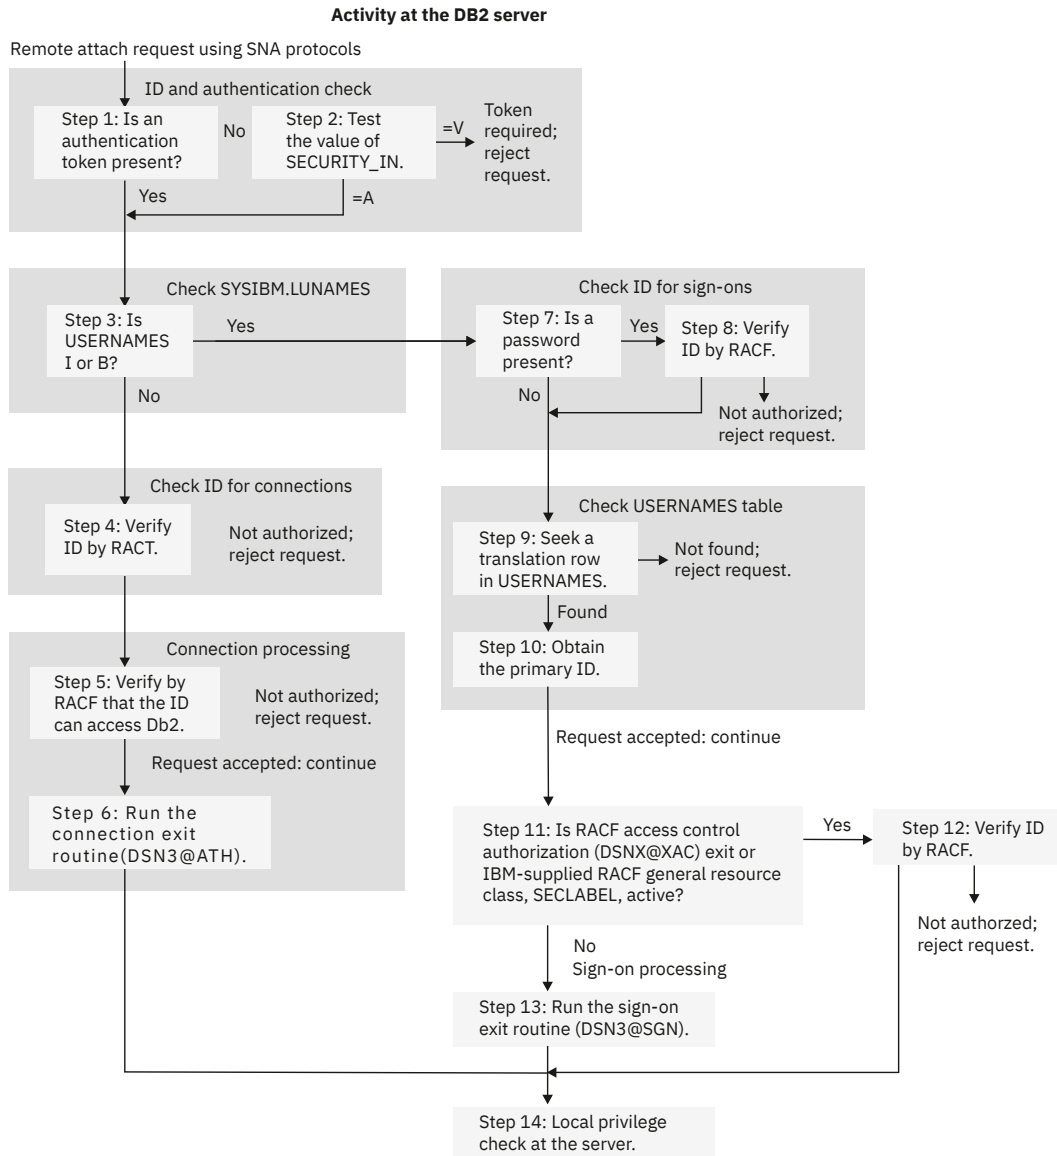 Activity at the DB2 server
Remote attach request using SNA protocols
ID and authentication check
Step 1: Is an
authentication
token present?
No
Step 2: Test
the value of
SECURITY_IN.
=V
Token
required;
reject
request.
Yes
=A
Check SYSIBM.LUNAMES
Step 3: Is
USERNAMES
I or B?
Yes
No
Check ID for sign-ons
Step 7: Is a
password
present?
Yes
Step 8: Verify
ID by RACF.
No
Not authorized;
reject request.
Check ID for connections
Step 4: Verify
ID by RACT.
Not authorized;
reject request.
Check USERNAMES table
Step 9: Seek a
translation row
in USERNAMES.
Not found;
reject request.
Found
Step 10: Obtain
the primary ID.
Connection processing
Step 5: Verify by
RACF that the ID
can access Db2.
Not authorized;
reject request.
Request accepted: continue
Step 6: Run the
connection exit
routine(DSN3@ATH).
Request accepted: continue
Step 11: Is RACF access control
authorization (DSNX@XAC) exit or
IBM-supplied RACF general resource
class, SECLABEL, active?
Yes
Step 12: Verify ID
by RACF.
Not authorzed;
reject request.
No
Sign-on processing
Step 13: Run the sign-on
exit routine (DSN3@SGN).
Step 14: Local privilege
check at the server.